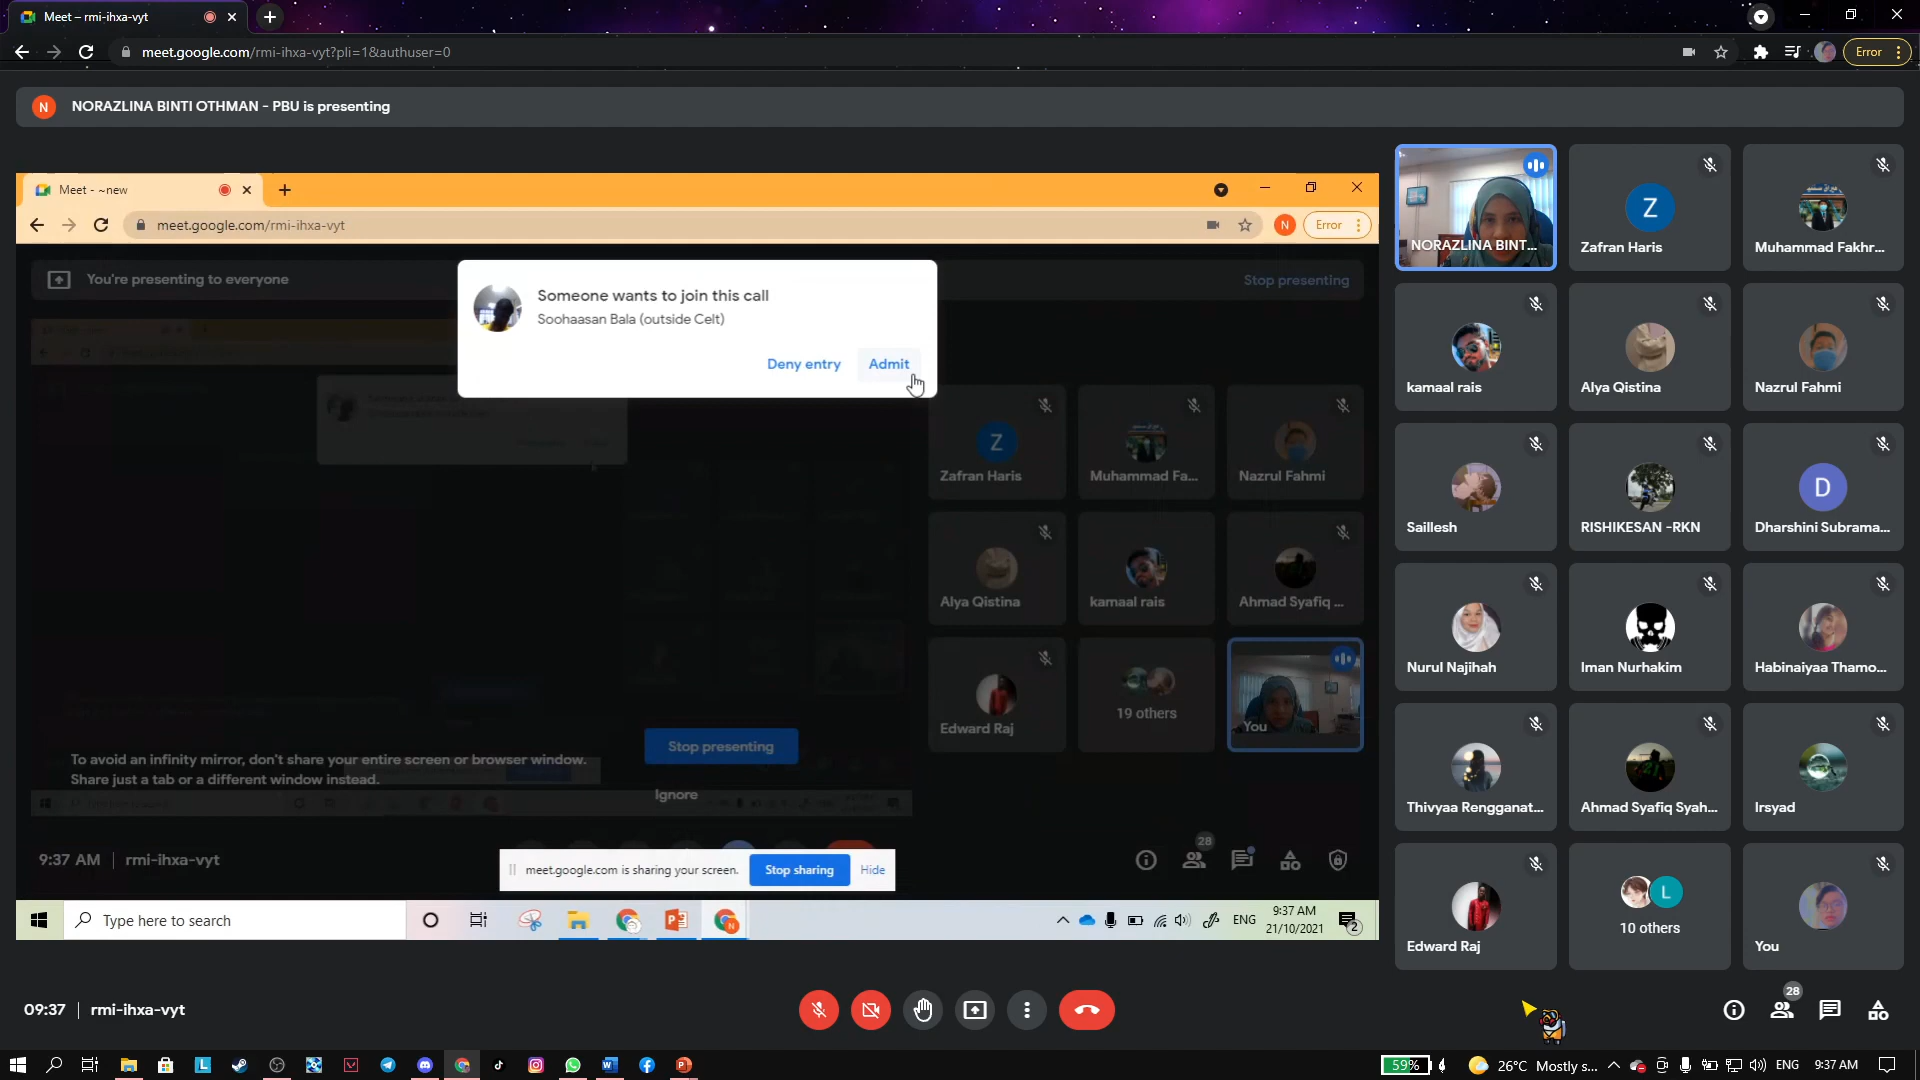 Meet – rmi-ihxa-vyt
meet.google.com/rmi-ihxa-vyt?pli=1&authuser=0
Error
N
NORAZLINA BINTI OTHMAN - PBU is presenting
Meet - ~new
meet.google.com/rmi-ihxa-vyt
N
Error
You're presenting to everyone
Stop presenting
Someone wants to join this call
Soohaasan Bala (outside Celt)
Deny entry
Admit
Z
Zafran Haris
Muhammad Fa...
Nazrul Fahmi
Alya Qistina
kamaal rais
Ahmad Syafiq ...
Edward Raj
19 others
You
Stop presenting
To avoid an infinity mirror, don't share your entire screen or browser window.
Share just a tab or a different window instead.
Ignore
9:37 AM | rmi-ihxa-vyt
28
meet.google.com is sharing your screen.
Stop sharing
Hide
Type here to search
ENG
9:37 AM
21/10/2021
2
NORAZLINA BINT...
Z
Zafran Haris
Muhammad Fakhr...
kamaal rais
Alya Qistina
Nazrul Fahmi
Saillesh
RISHIKESAN -RKN
D
Dharshini Subrama...
Nurul Najihah
Iman Nurhakim
Habinaiyaa Thamo...
Thivyaa Rengganat...
Ahmad Syafiq Syah...
Irsyad
Edward Raj
L
10 others
You
09:37 | rmi-ihxa-vyt
28
59%
26°C Mostly s...
ENG
9:37 AM